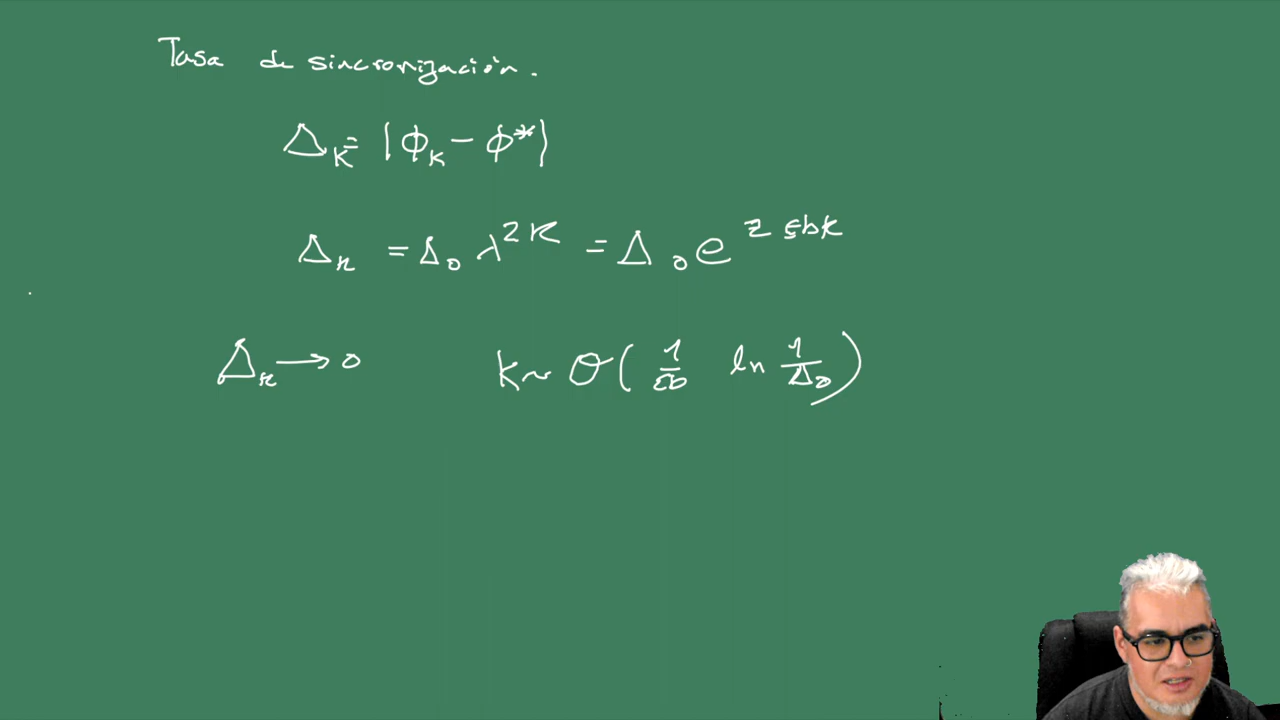 Tasa de sincronización.
Δ_k = |ϕ_k - ϕ*|
Δ_k = Δ_0 λ^{2k} = Δ_0 e^{2εbk}
Δ_k → 0 k ~ O( 1/εb ln 1/Δ_0 )